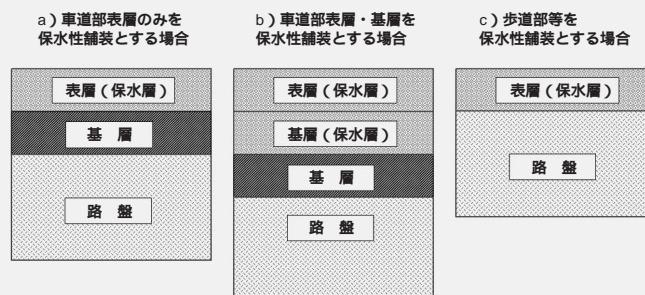 a）車道部表層のみを
保水性舗装とする場合
表層（保水層）
基　層
路　盤
b）車道部表層・基層を
保水性舗装とする場合
表層（保水層）
基層（保水層）
基　層
路　盤
c）歩道部等を
保水性舗装とする場合
表層（保水層）
路　盤